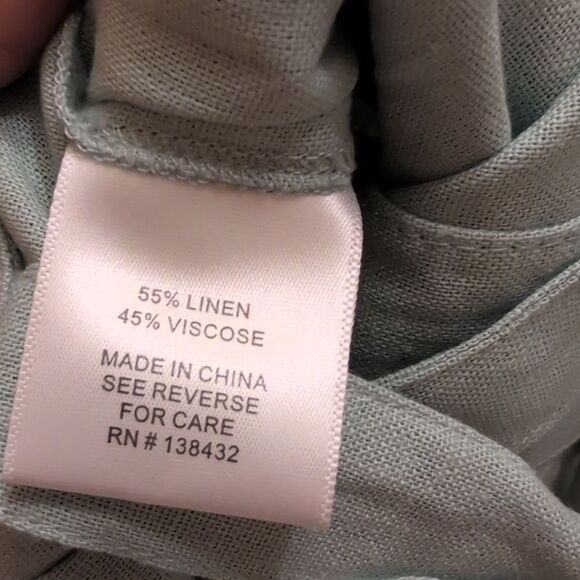 55% LINEN
45% VISCOSE
MADE IN CHINA
SEE REVERSE
FOR CARE
RN # 138432